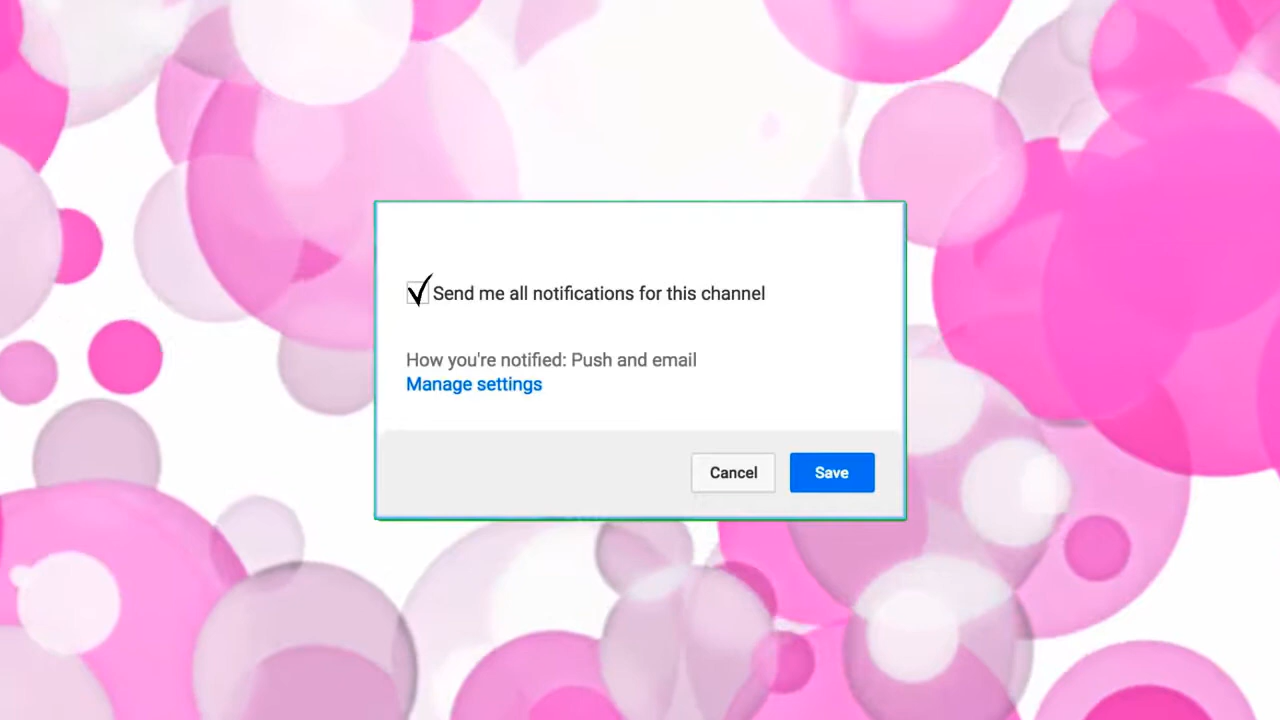 Send me all notifications for this channel
How you're notified: Push and email
Manage settings
Cancel Save